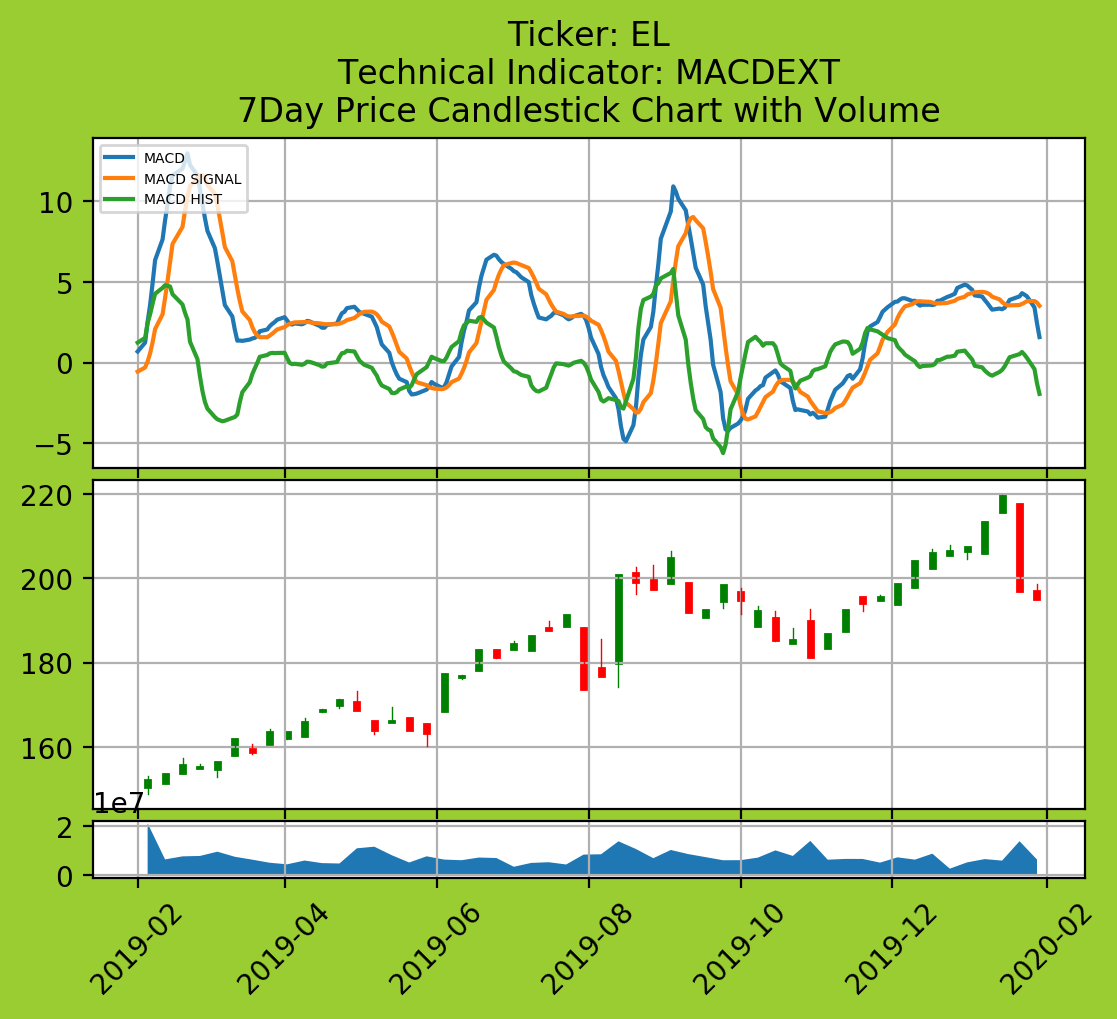 Ticker: EL
Technical Indicator: MACDEXT
7Day Price Candlestick Chart with Volume
MACD
MACD SIGNAL
MACD HIST
10
5
0
−5
220
200
180
160
1e7
2
0
2019-02
2019-04
2019-06
2019-08
2019-10
2019-12
2020-02